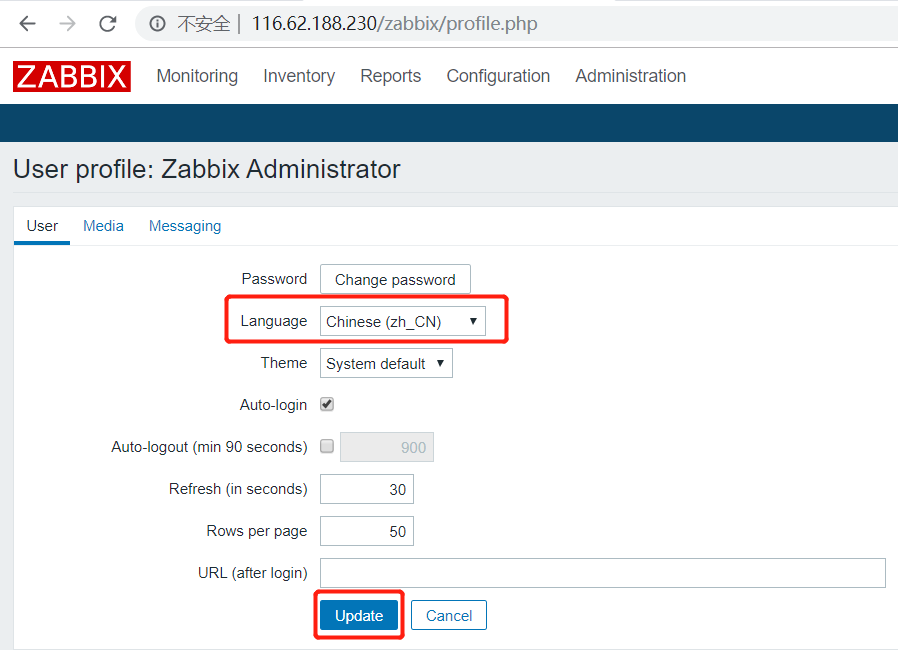 不安全 | 116.62.188.230/zabbix/profile.php
ZABBIX Monitoring Inventory Reports Configuration Administration
User profile: Zabbix Administrator
User Media Messaging
Password Change password
Language Chinese (zh_CN)
Theme System default
Auto-login
Auto-logout (min 90 seconds) 900
Refresh (in seconds) 30
Rows per page 50
URL (after login)
Update Cancel